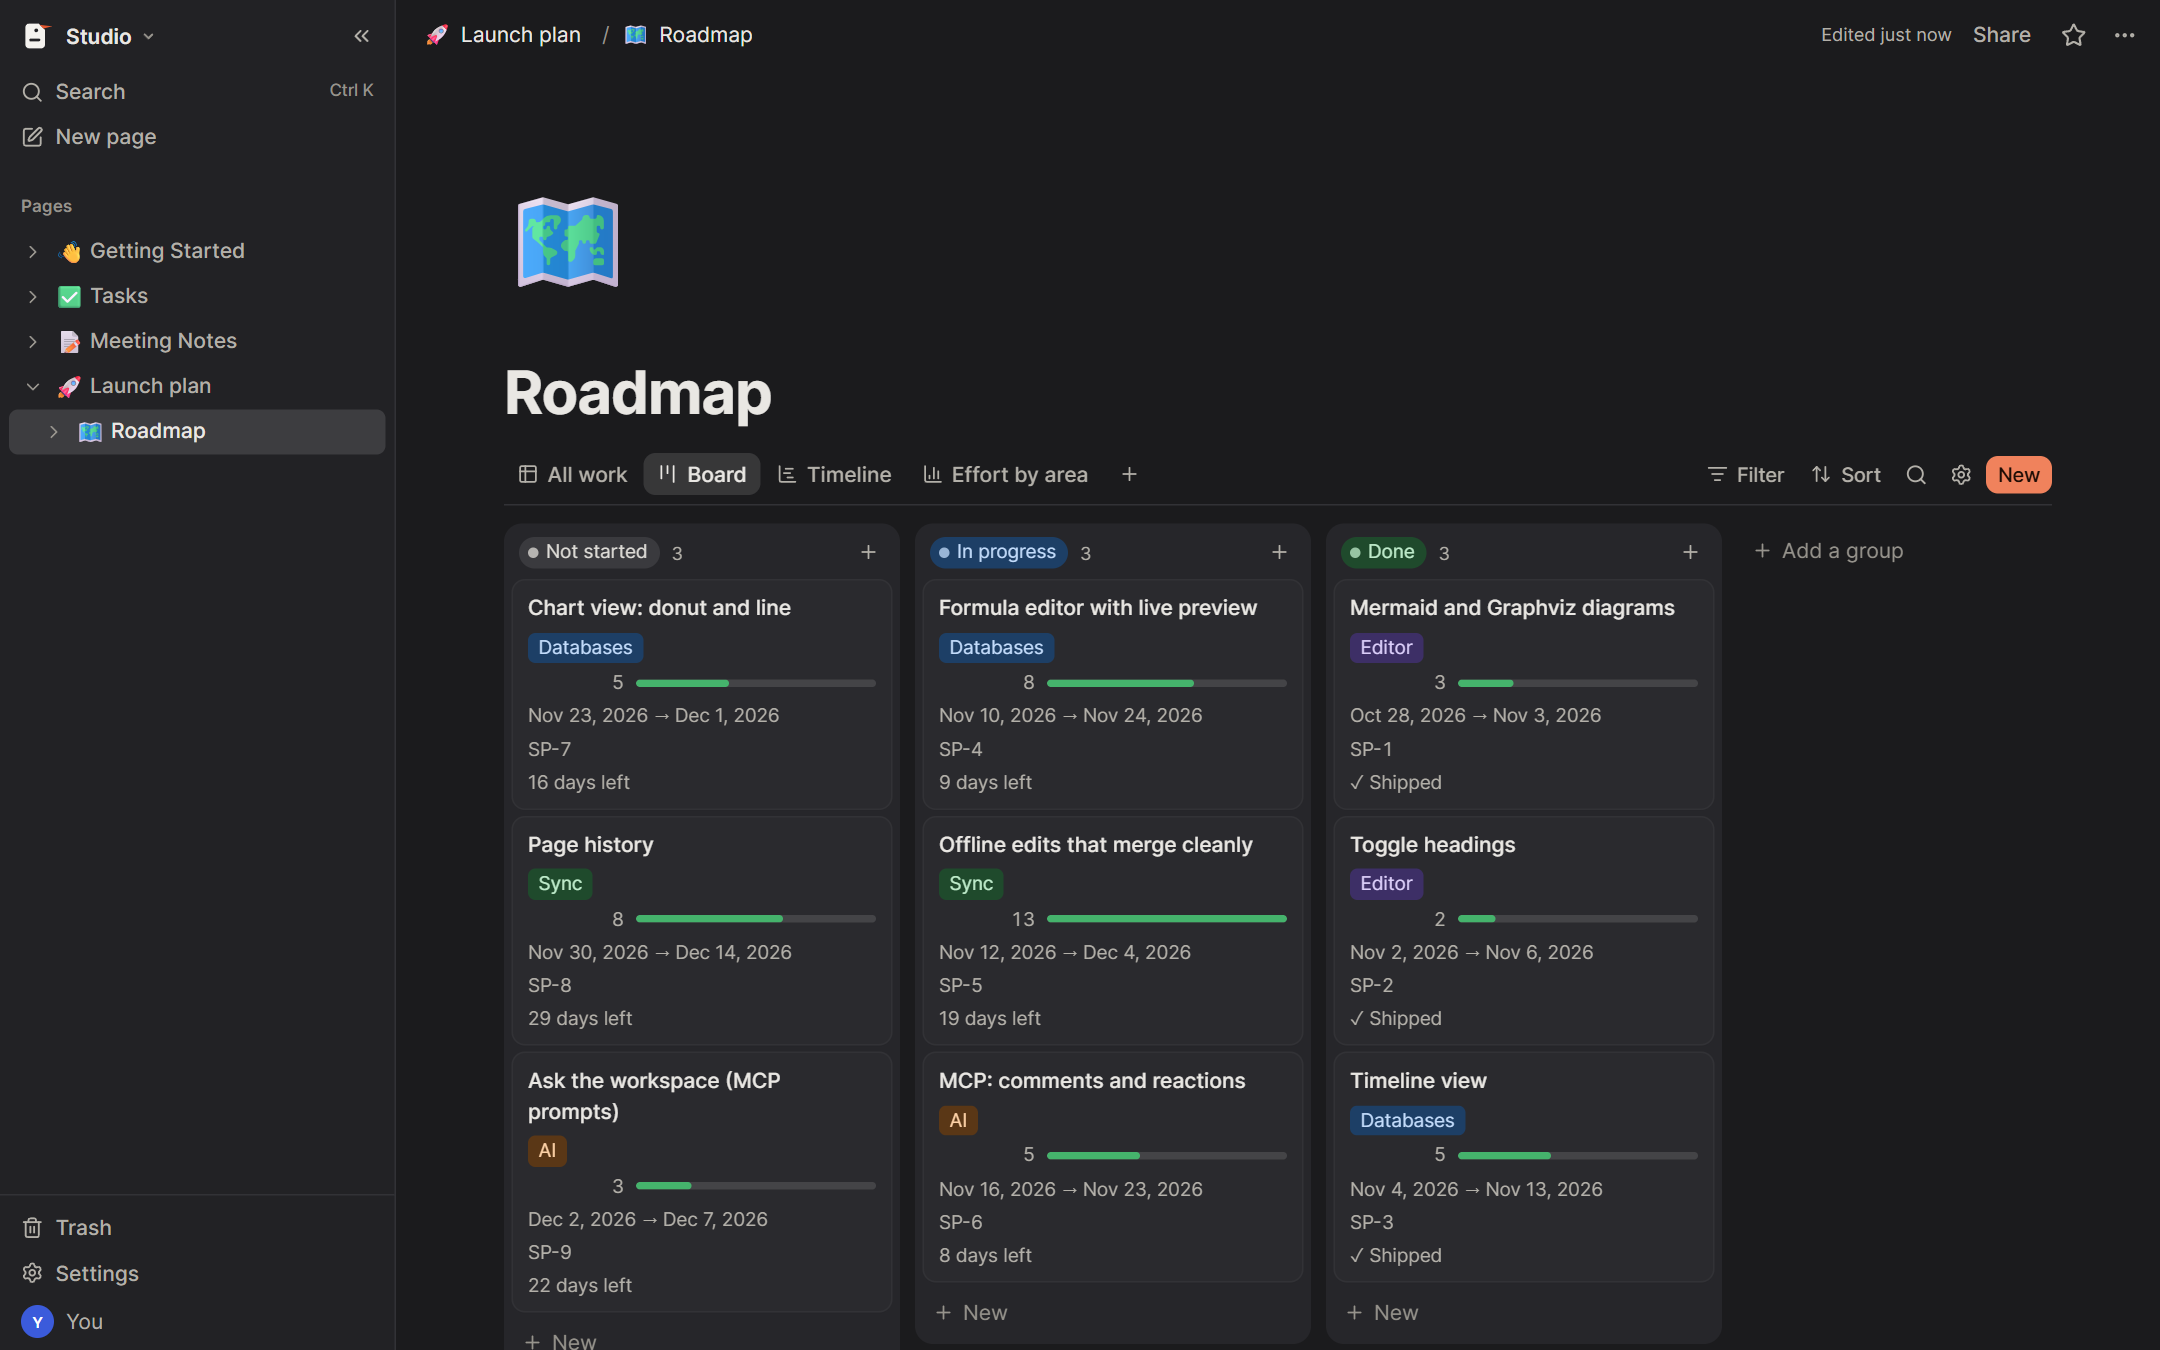 Studio
Search
Ctrl K
New page
Pages
Getting Started
Tasks
Meeting Notes
Launch plan
Roadmap
Trash
Settings
Y
You
Launch plan / Roadmap
Edited just now
Share
Roadmap
All work
Board
Timeline
Effort by area
Filter
Sort
New
Not started 3
Chart view: donut and line
Databases
5
Nov 23, 2026 → Dec 1, 2026
SP-7
16 days left
Page history
Sync
8
Nov 30, 2026 → Dec 14, 2026
SP-8
29 days left
Ask the workspace (MCP
prompts)
AI
3
Dec 2, 2026 → Dec 7, 2026
SP-9
22 days left
+ New
In progress 3
Formula editor with live preview
Databases
8
Nov 10, 2026 → Nov 24, 2026
SP-4
9 days left
Offline edits that merge cleanly
Sync
13
Nov 12, 2026 → Dec 4, 2026
SP-5
19 days left
MCP: comments and reactions
AI
5
Nov 16, 2026 → Nov 23, 2026
SP-6
8 days left
+ New
Done 3
Mermaid and Graphviz diagrams
Editor
3
Oct 28, 2026 → Nov 3, 2026
SP-1
✓ Shipped
Toggle headings
Editor
2
Nov 2, 2026 → Nov 6, 2026
SP-2
✓ Shipped
Timeline view
Databases
5
Nov 4, 2026 → Nov 13, 2026
SP-3
✓ Shipped
+ New
+ Add a group